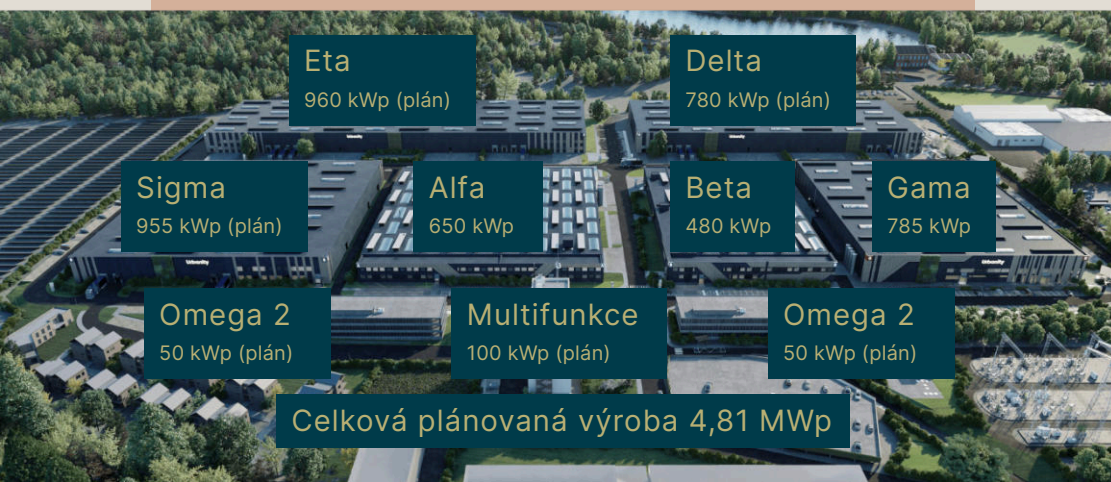 Eta
960 kWp (plán)
Delta
780 kWp (plán)
Sigma
955 kWp (plán)
Alfa
650 kWp
Beta
480 kWp
Gama
785 kWp
Omega 2
50 kWp (plán)
Multifunkce
100 kWp (plán)
Omega 2
50 kWp (plán)
Celková plánovaná výroba 4,81 MWp